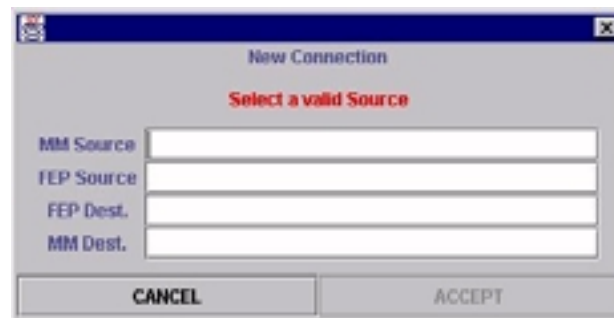 New Connection
Select a valid Source
MM Source
FEP Source
FEP Dest.
MM Dest.
CANCEL ACCEPT